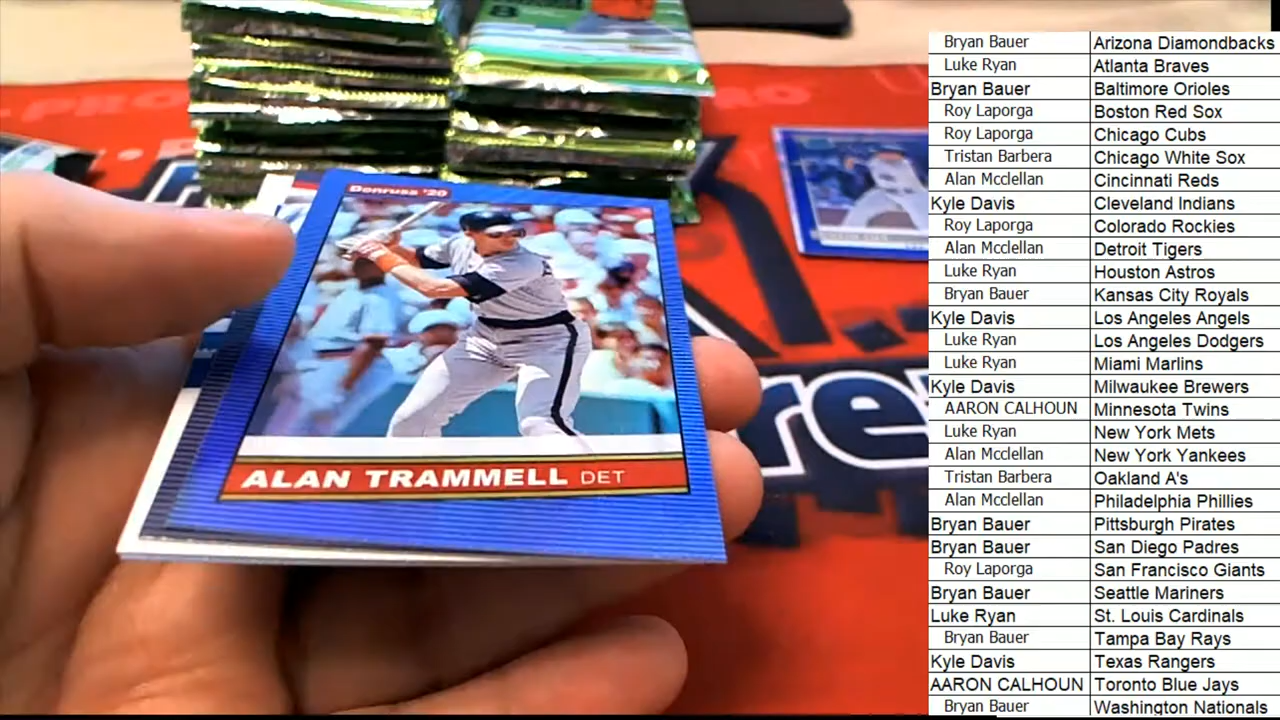 8
Donruss '20
ALAN TRAMMELL DET
re
Bryan Bauer Arizona Diamondbacks
Luke Ryan Atlanta Braves
Bryan Bauer Baltimore Orioles
Roy Laporga Boston Red Sox
Roy Laporga Chicago Cubs
Tristan Barbera Chicago White Sox
Alan Mcclellan Cincinnati Reds
Kyle Davis Cleveland Indians
Roy Laporga Colorado Rockies
Alan Mcclellan Detroit Tigers
Luke Ryan Houston Astros
Bryan Bauer Kansas City Royals
Kyle Davis Los Angeles Angels
Luke Ryan Los Angeles Dodgers
Luke Ryan Miami Marlins
Kyle Davis Milwaukee Brewers
AARON CALHOUN Minnesota Twins
Luke Ryan New York Mets
Alan Mcclellan New York Yankees
Tristan Barbera Oakland A's
Alan Mcclellan Philadelphia Phillies
Bryan Bauer Pittsburgh Pirates
Bryan Bauer San Diego Padres
Roy Laporga San Francisco Giants
Bryan Bauer Seattle Mariners
Luke Ryan St. Louis Cardinals
Bryan Bauer Tampa Bay Rays
Kyle Davis Texas Rangers
AARON CALHOUN Toronto Blue Jays
Bryan Bauer Washington Nationals